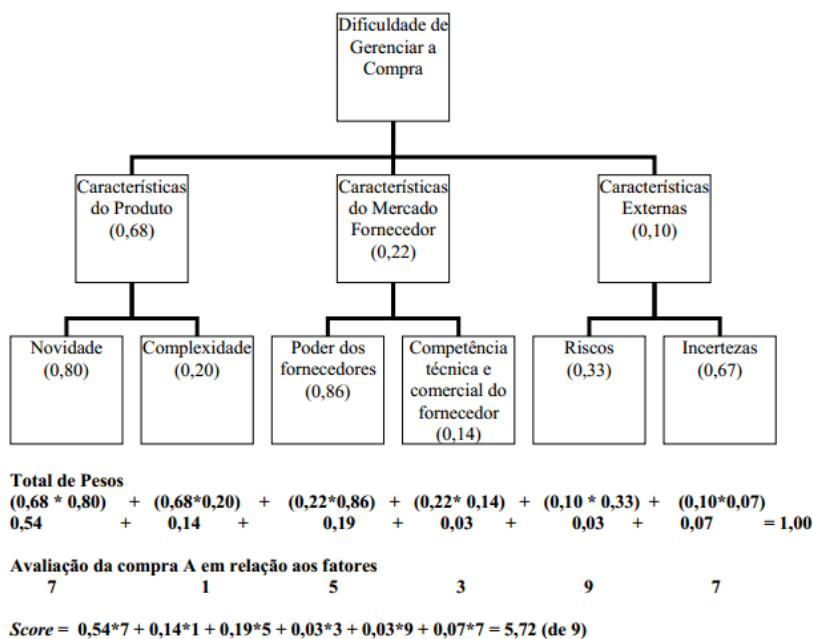 Dificuldade de
Gerenciar a
Compra
Características
do Produto
(0,68)
Características
do Mercado
Fornecedor
(0,22)
Características
Externas
(0,10)
Novidade
(0,80)
Complexidade
(0,20)
Poder dos
fornecedores
(0,86)
Competência
técnica e
comercial do
fornecedor
(0,14)
Riscos
(0,33)
Incertezas
(0,67)
Total de Pesos
(0,68 * 0,80) + (0,68*0,20) + (0,22*0,86) + (0,22* 0,14) + (0,10 * 0,33) + (0,10*0,07)
0,54 + 0,14 + 0,19 + 0,03 + 0,03 + 0,07 = 1,00
Avaliação da compra A em relação aos fatores
7 1 5 3 9 7
Score = 0,54*7 + 0,14*1 + 0,19*5 + 0,03*3 + 0,03*9 + 0,07*7 = 5,72 (de 9)